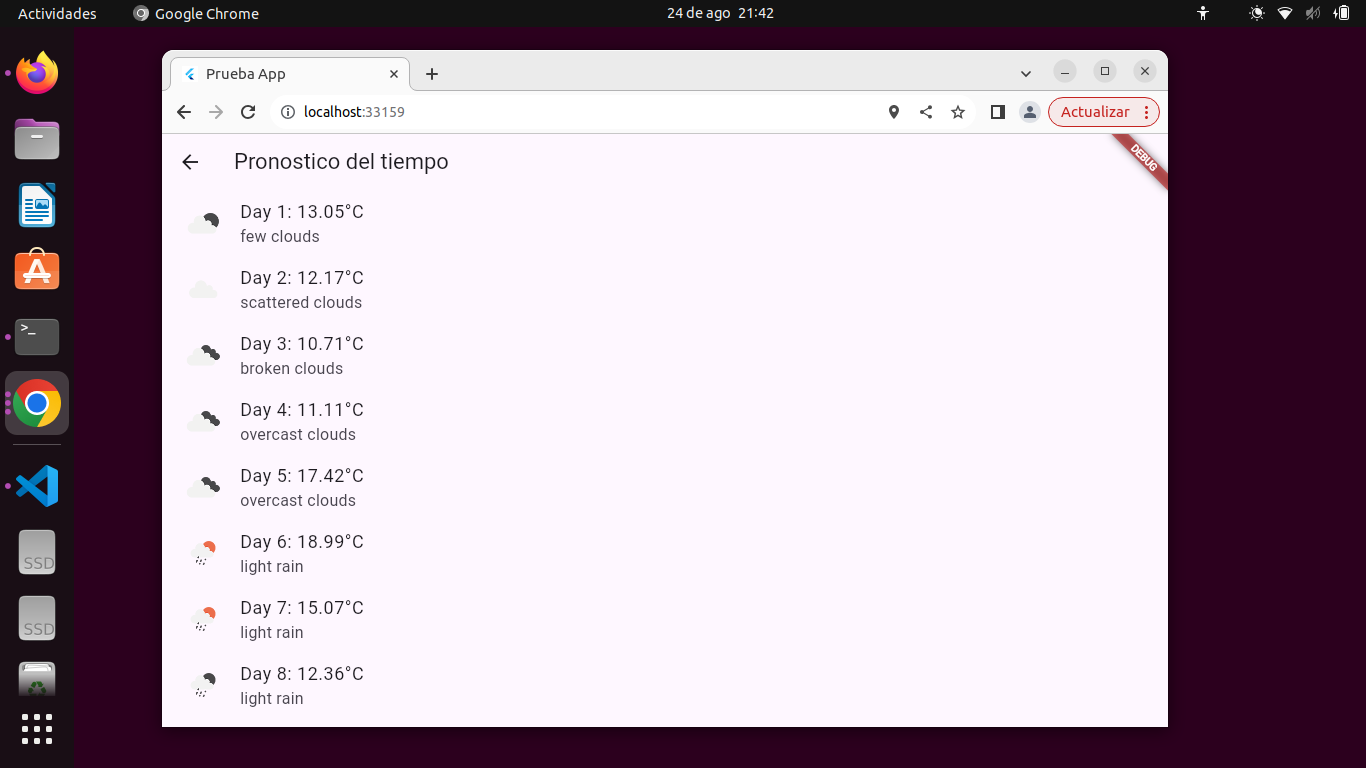 Actividades
Google Chrome
24 de ago 21:42
Prueba App
localhost:33159
Actualizar
Pronostico del tiempo
DEBUG
Day 1: 13.05°C
few clouds
Day 2: 12.17°C
scattered clouds
Day 3: 10.71°C
broken clouds
Day 4: 11.11°C
overcast clouds
Day 5: 17.42°C
overcast clouds
Day 6: 18.99°C
light rain
Day 7: 15.07°C
light rain
Day 8: 12.36°C
light rain
>_
SSD
SSD